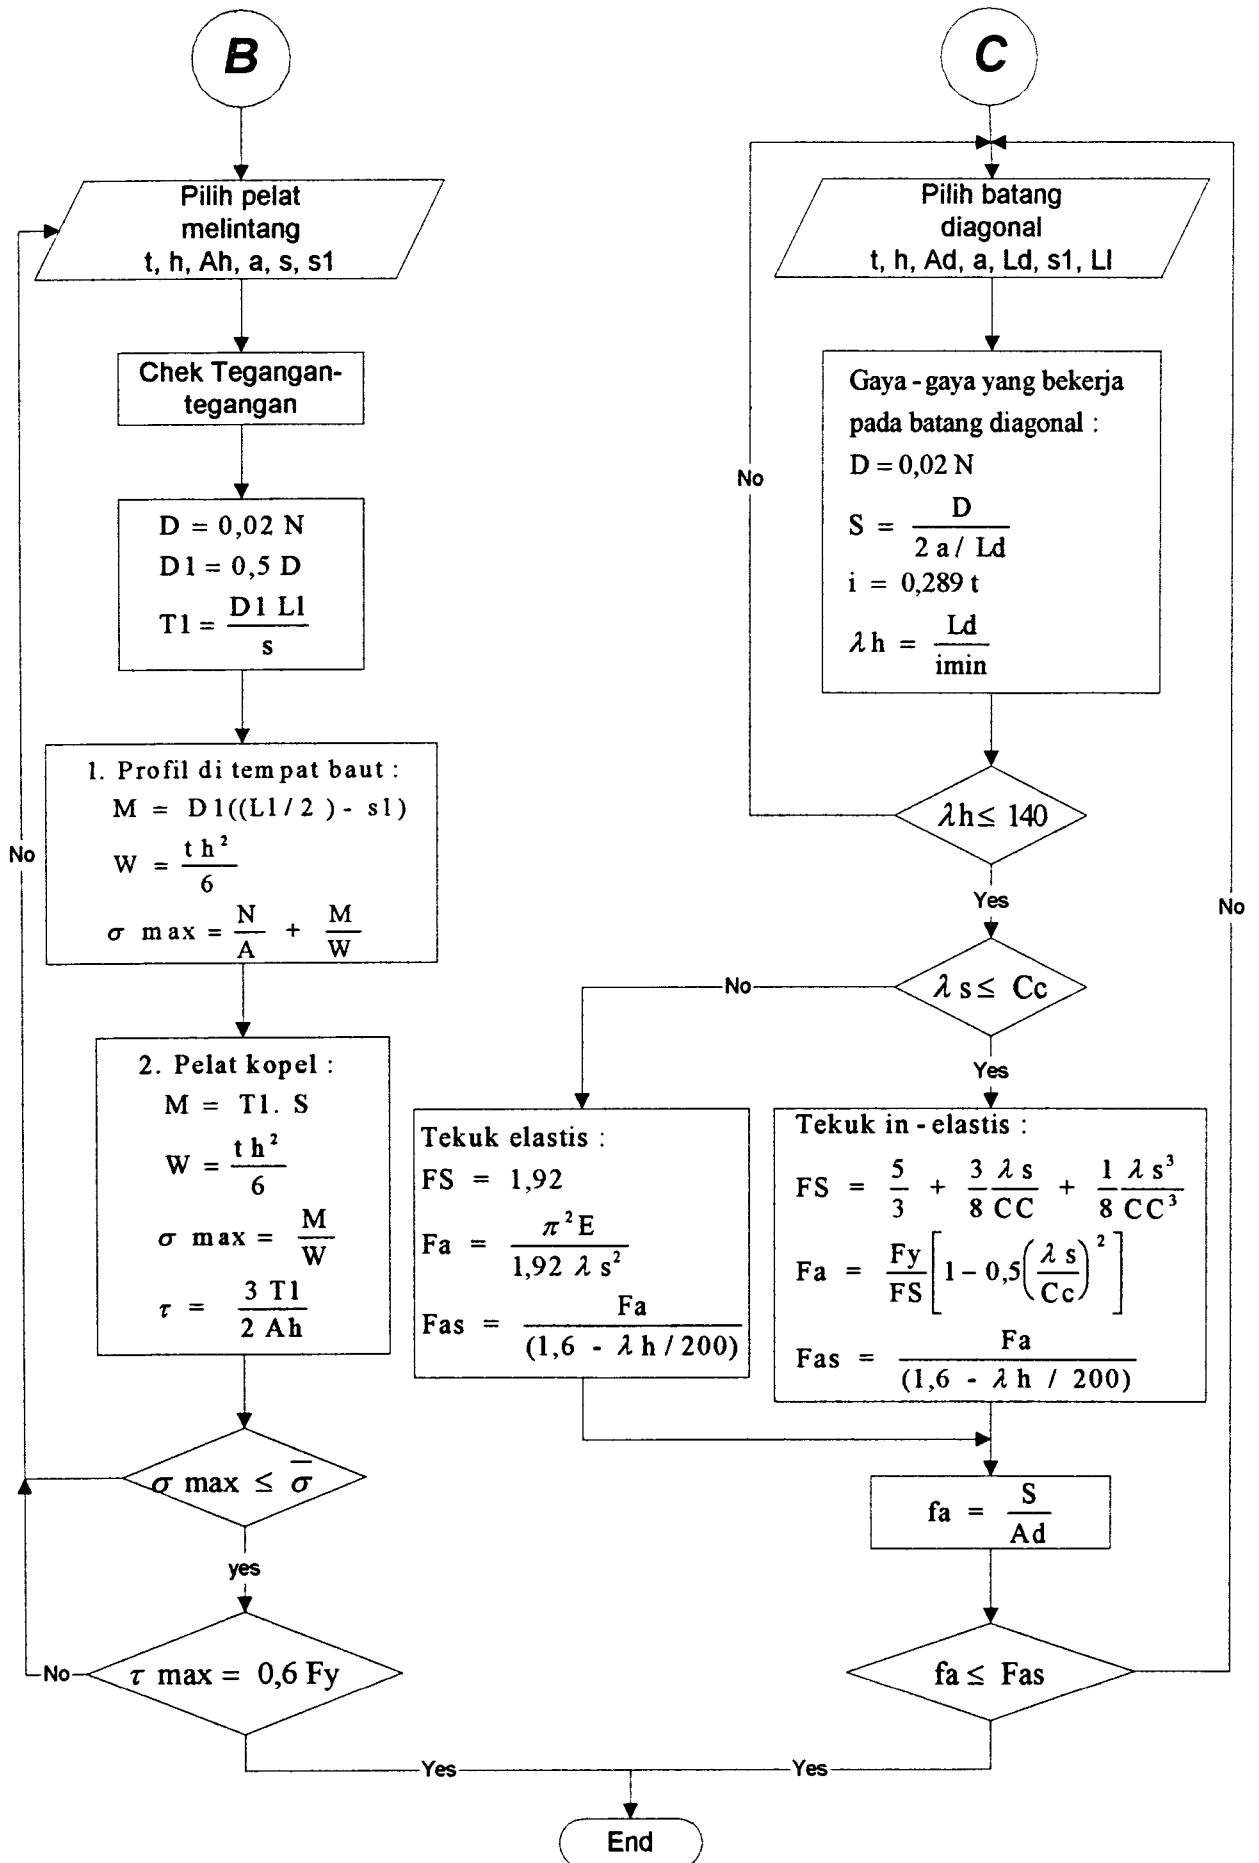 B
Pilih pelat
melintang
t, h, Ah, a, s, s1
Chek Tegangan-
tegangan
D = 0,02 N
D1 = 0,5 D
T1 = D1 L1 / s
1. Profil di tempat baut :
M = D1((L1/2 ) - s1)
W = t h² / 6
σ max = N/A + M/W
2. Pelat kopel :
M = T1. S
W = t h² / 6
σ max = M/W
τ = 3 T1 / 2 Ah
σ max ≤ σ̅
yes
No
τ max = 0,6 Fy
No
Yes
C
Pilih batang
diagonal
t, h, Ad, a, Ld, s1, Ll
Gaya - gaya yang bekerja
pada batang diagonal :
D = 0,02 N
S = D / 2 a / Ld
i = 0,289 t
λ h = Ld / imin
No
λ h ≤ 140
Yes
No
λ s ≤ Cc
Yes
Tekuk elastis :
FS = 1,92
Fa = π² E / 1,92 λ s²
Fas = Fa / (1,6 - λ h / 200)
Tekuk in - elastis :
FS = 5/3 + 3/8 λ s/CC + 1/8 λ s³/CC³
Fa = Fy/FS [1 - 0,5(λ s/Cc)²]
Fas = Fa / (1,6 - λ h / 200)
fa = S / Ad
fa ≤ Fas
No
Yes
End